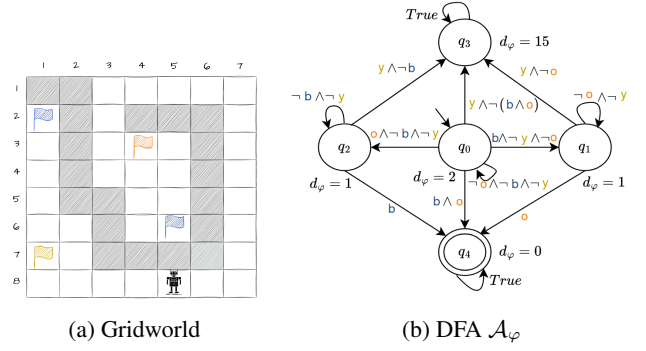 1 2 3 4 5 6 7
1
2
3
4
5
6
7
8
(a) Gridworld
True
q₃
d_φ = 15
y ∧ ¬b
y ∧ ¬o
y ∧ ¬ (b ∧ o)
¬ b ∧ ¬ y
¬ o ∧ ¬ y
o ∧ ¬ b ∧ ¬ y
b ∧ ¬ y ∧ ¬ o
q₂
q₀
q₁
d_φ = 1
d_φ = 2
¬ o ∧ ¬ b ∧ ¬ y
d_φ = 1
b
b ∧ o
o
q₄
d_φ = 0
True
(b) DFA 𝒜_φ